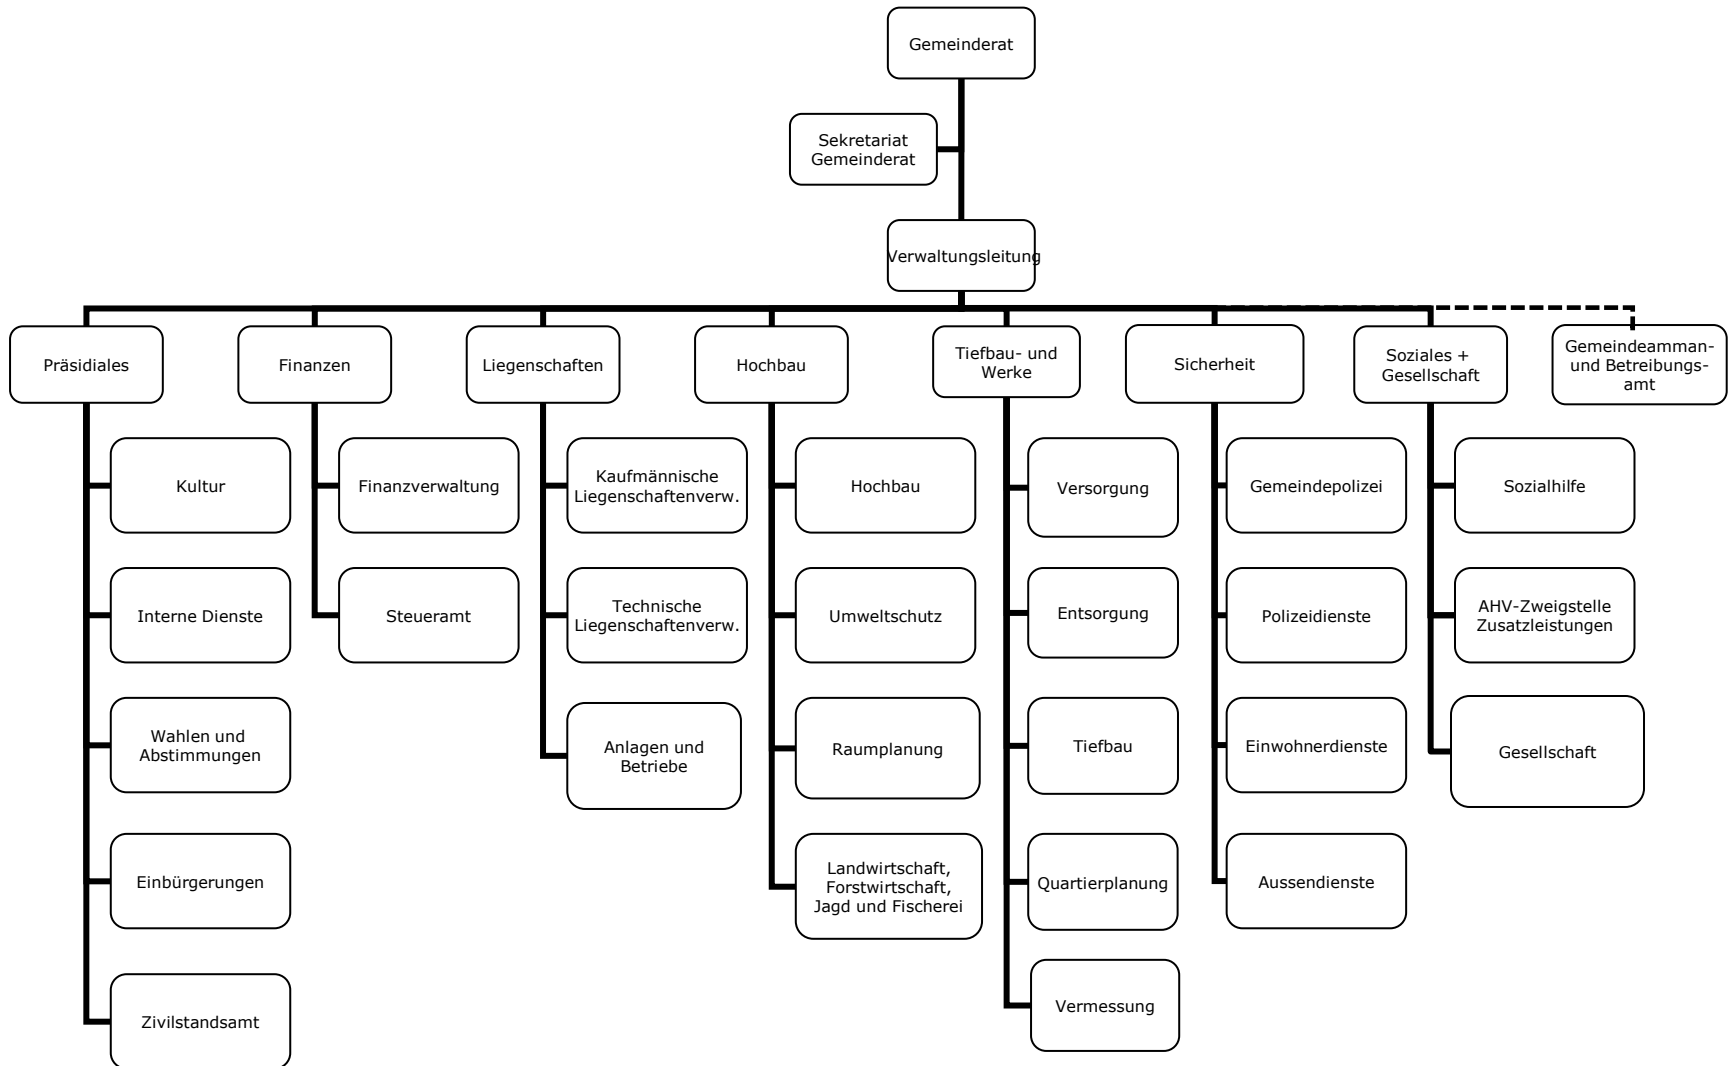 Gemeinderat
Sekretariat
Gemeinderat
Verwaltungsleitung
Präsidiales
Finanzen
Liegenschaften
Hochbau
Tiefbau- und
Werke
Sicherheit
Soziales +
Gesellschaft
Gemeindeamman-
und Betreibungs-
amt
Kultur
Interne Dienste
Wahlen und
Abstimmungen
Einbürgerungen
Zivilstandsamt
Finanzverwaltung
Steueramt
Kaufmännische
Liegenschaftenverw.
Technische
Liegenschaftenverw.
Anlagen und
Betriebe
Hochbau
Umweltschutz
Raumplanung
Landwirtschaft,
Forstwirtschaft,
Jagd und Fischerei
Versorgung
Entsorgung
Tiefbau
Quartierplanung
Vermessung
Gemeindepolizei
Polizeidienste
Einwohnerdienste
Aussendienste
Sozialhilfe
AHV-Zweigstelle
Zusatzleistungen
Gesellschaft